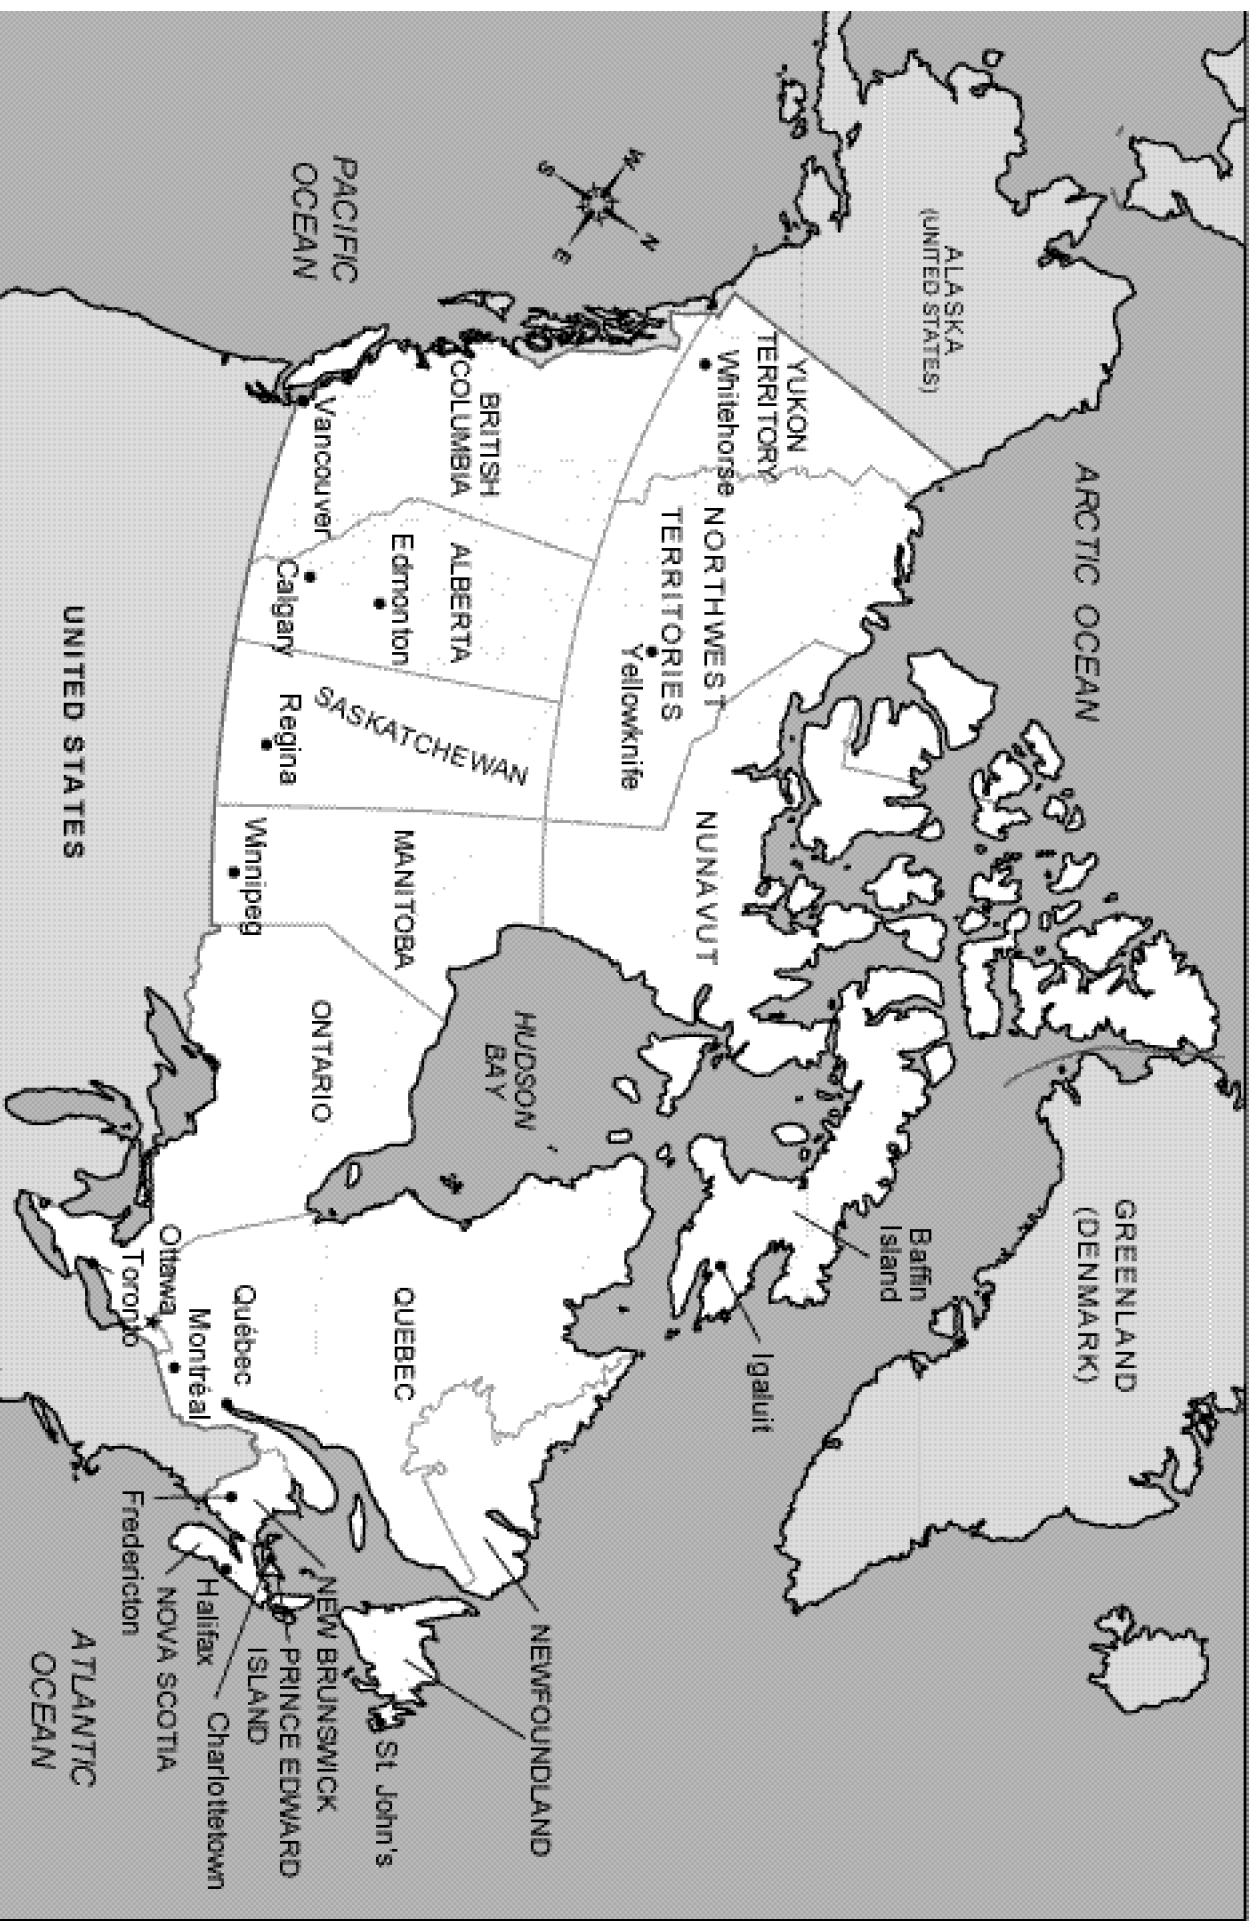 ALASKA
(UNITED STATES)
ARCTIC OCEAN
GREENLAND
(DENMARK)
YUKON
TERRITORY
Whitehorse
NORTHWEST
TERRITORIES
Yellowknife
NUNAVUT
Baffin
Island
Iqaluit
PACIFIC
OCEAN
W
N
S
E
BRITISH
COLUMBIA
Vancouver
ALBERTA
Edmonton
Calgary
SASKATCHEWAN
Regina
MANITOBA
Winnipeg
HUDSON
BAY
ONTARIO
Ottawa
Toronto
QUEBEC
Québec
Montréal
NEWFOUNDLAND
St. John's
NEW BRUNSWICK
PRINCE EDWARD
ISLAND
Charlottetown
Halifax
NOVA SCOTIA
Fredericton
UNITED STATES
ATLANTIC
OCEAN